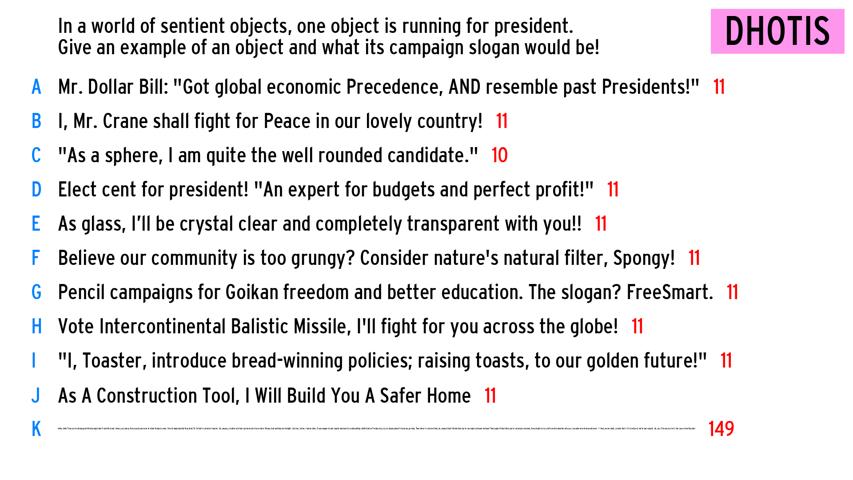 In a world of sentient objects, one object is running for president.
Give an example of an object and what its campaign slogan would be!
DHOTIS
A Mr. Dollar Bill: "Got global economic Precedence, AND resemble past Presidents!" 11
B I, Mr. Crane shall fight for Peace in our lovely country! 11
C "As a sphere, I am quite the well rounded candidate." 10
D Elect cent for president! "An expert for budgets and perfect profit!" 11
E As glass, I'll be crystal clear and completely transparent with you!! 11
F Believe our community is too grungy? Consider nature's natural filter, Spongy! 11
G Pencil campaigns for Goikan freedom and better education. The slogan? FreeSmart. 11
H Vote Intercontinental Balistic Missile, I'll fight for you across the globe! 11
I "I, Toaster, introduce bread-winning policies; raising toasts, to our golden future!" 11
J As A Construction Tool, I Will Build You A Safer Home 11
K 149